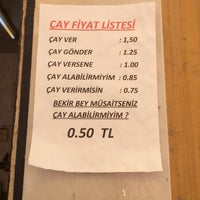 ÇAY FİYAT LİSTESİ
ÇAY VER : 1,50
ÇAY GÖNDER : 1.25
ÇAY VERSENE : 1.00
ÇAY ALABİLİRMİYİM : 0.85
ÇAY VERİRMİSİN : 0.75
BEKİR BEY MÜSAİTSENİZ
ÇAY ALABİLİRMİYİM ?
0.50 TL